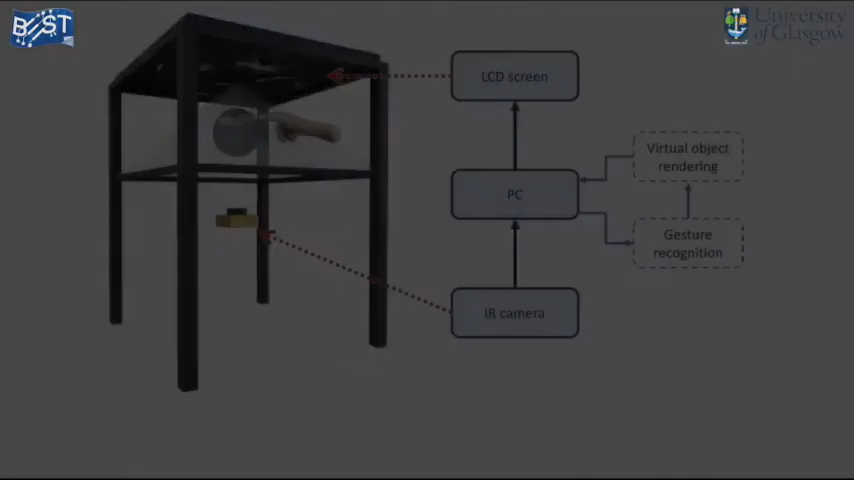 BEST
University
of Glasgow
LCD screen
Virtual object
rendering
PC
Gesture
recognition
IR camera